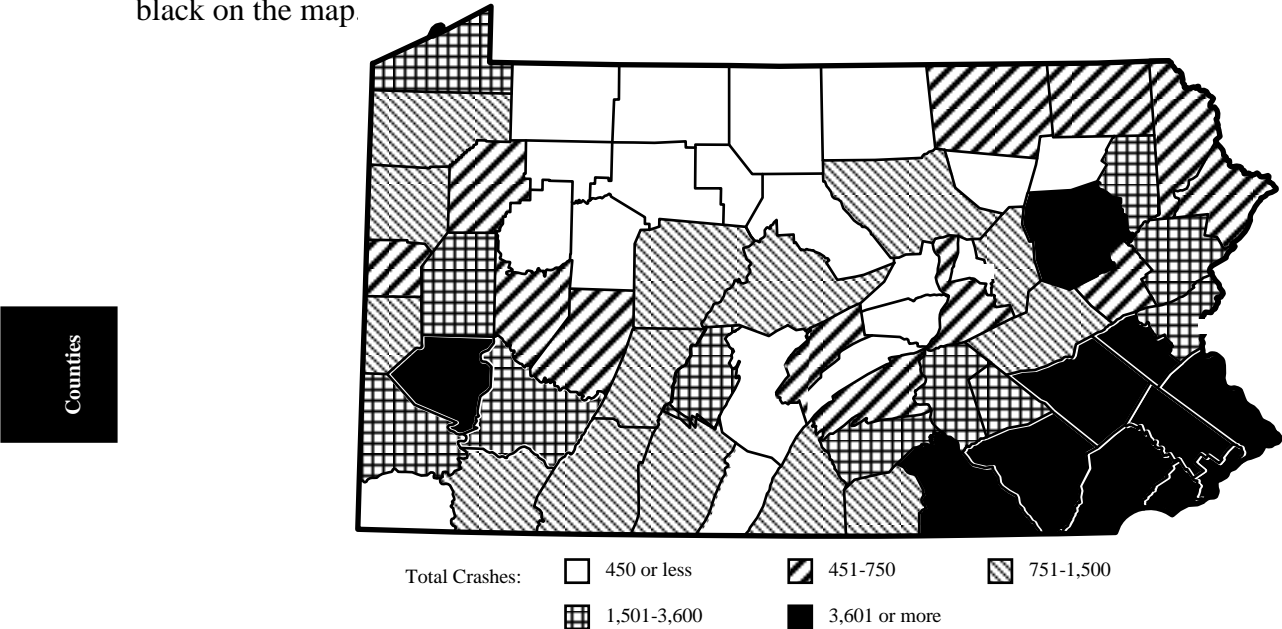 black on the map.
Counties
Total Crashes: 450 or less 451-750 751-1,500
1,501-3,600 3,601 or more